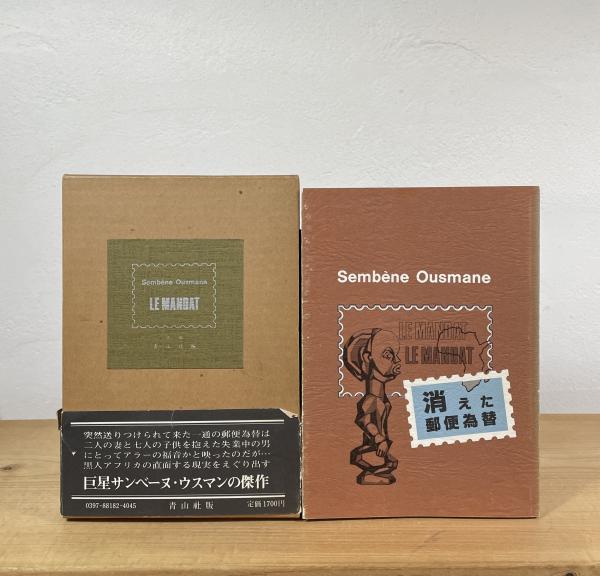 Sembène Ousmane
LE MANDAT
青山社版
突然送りつけられて来た一通の郵便為替は
二人の妻と七人の子供を抱えた失業中の男
にとってアラーの福音かと映ったのだが…
黒人アフリカの直面する現実をえぐり出す
巨星サンベーヌ・ウスマンの傑作
0397-88182-4045
青山社版
定価1700円
Sembène Ousmane
LE MANDAT
LE MANDAT
消えた
郵便為替